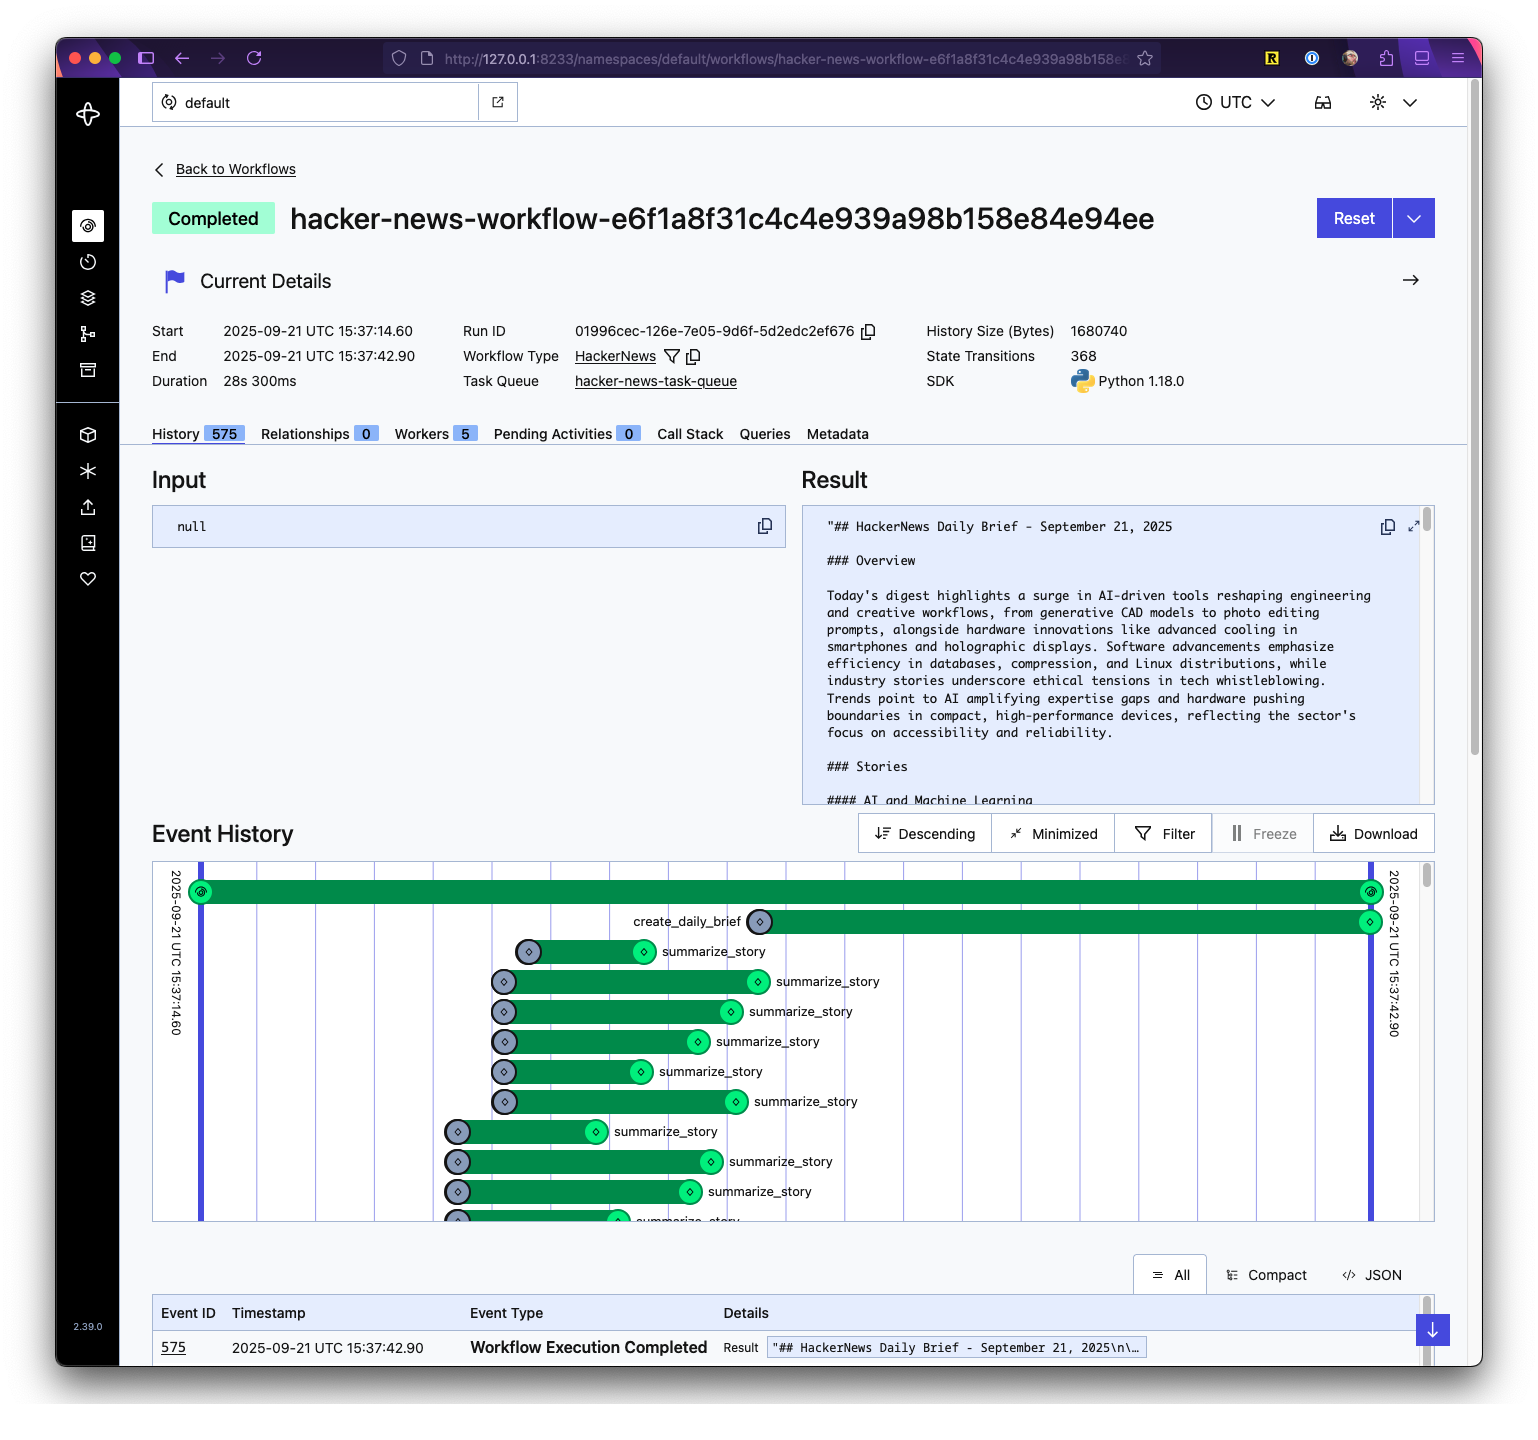 http://127.0.0.1:8233/namespaces/default/workflows/hacker-news-workflow-e6f1a8f31c4c4e939a98b158e8
default
UTC
Back to Workflows
Completed
hacker-news-workflow-e6f1a8f31c4c4e939a98b158e84e94ee
Reset
Current Details
Start 2025-09-21 UTC 15:37:14.60 Run ID 01996cec-126e-7e05-9d6f-5d2edc2ef676 History Size (Bytes) 1680740
End 2025-09-21 UTC 15:37:42.90 Workflow Type HackerNews State Transitions 368
Duration 28s 300ms Task Queue hacker-news-task-queue SDK Python 1.18.0
History 575 Relationships 0 Workers 5 Pending Activities 0 Call Stack Queries Metadata
Input
null
Result
"## HackerNews Daily Brief - September 21, 2025
### Overview
Today's digest highlights a surge in AI-driven tools reshaping engineering
and creative workflows, from generative CAD models to photo editing
prompts, alongside hardware innovations like advanced cooling in
smartphones and holographic displays. Software advancements emphasize
efficiency in databases, compression, and Linux distributions, while
industry stories underscore ethical tensions in tech whistleblowing.
Trends point to AI amplifying expertise gaps and hardware pushing
boundaries in compact, high-performance devices, reflecting the sector's
focus on accessibility and reliability.
### Stories
#### AI and Machine Learning
Event History
Descending Minimized Filter Freeze Download
2025-09-21 UTC 15:37:14.60
2025-09-21 UTC 15:37:42.90
create_daily_brief
summarize_story
summarize_story
summarize_story
summarize_story
summarize_story
summarize_story
summarize_story
summarize_story
summarize_story
summarize_story
All Compact JSON
Event ID Timestamp Event Type Details
575 2025-09-21 UTC 15:37:42.90 Workflow Execution Completed Result "## HackerNews Daily Brief - September 21, 2025\n\…
2.39.0